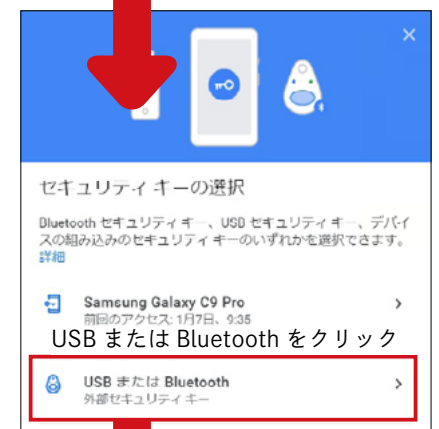 セキュリティ キーの選択
Bluetooth セキュリティ キー、USB セキュリティ キー、デバイ
スの組み込みのセキュリティ キーのいずれかを選択できます。
詳細
Samsung Galaxy C9 Pro
前回のアクセス: 1月7日、9:35
USB または Bluetooth をクリック
USB または Bluetooth
外部セキュリティ キー